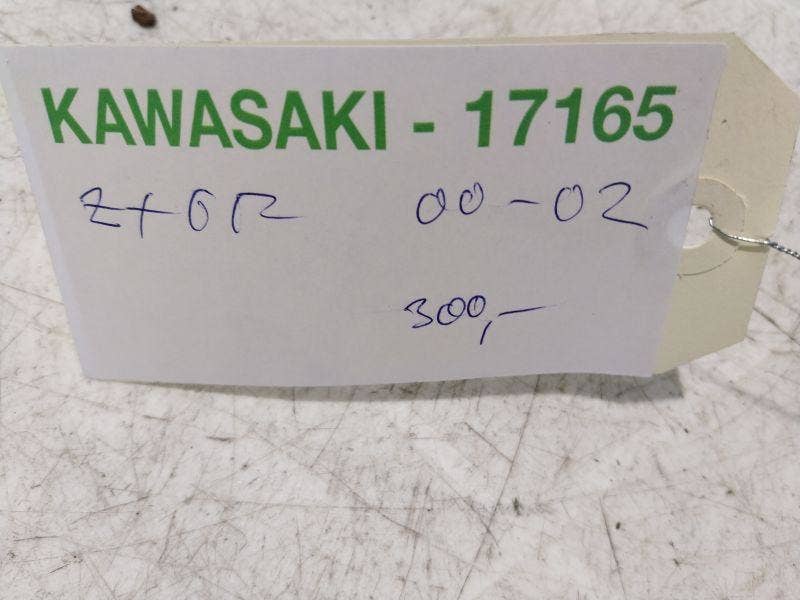 KAWASAKI - 17165
ZX6R 00-02
300,-